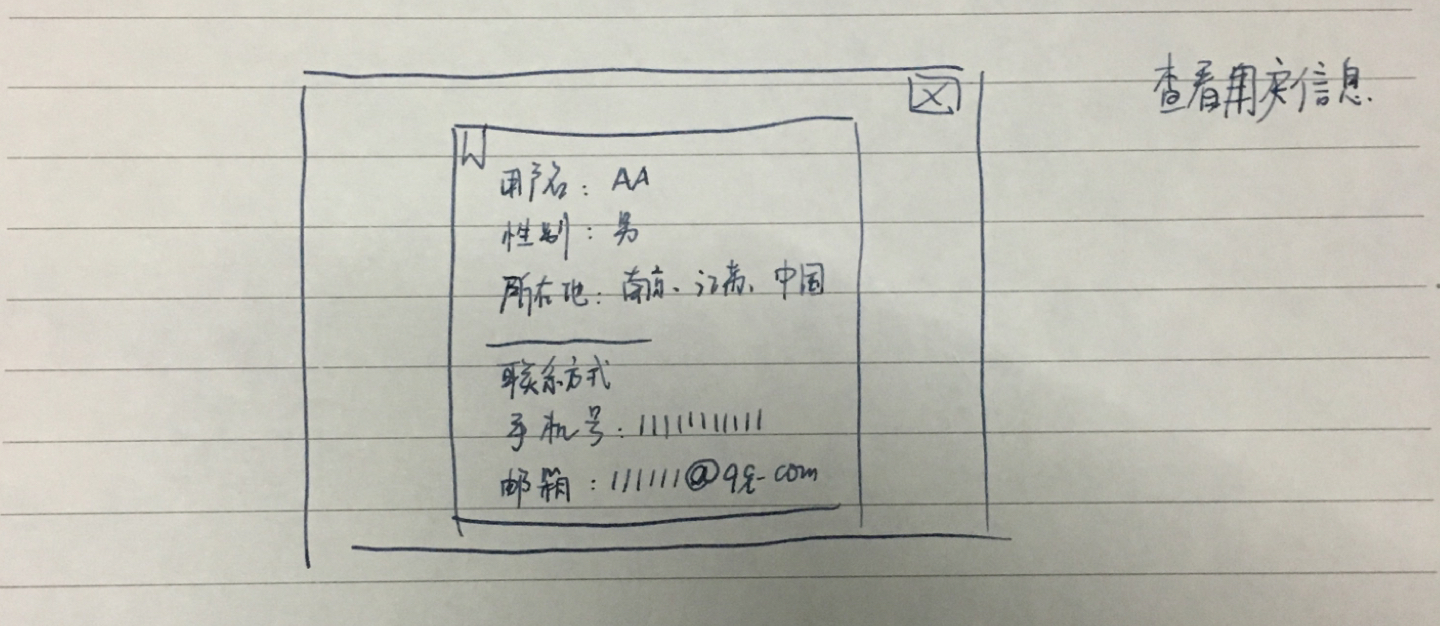 查看用户信息.
用户名: AA
性别: 男
所在地: 南京、江苏、中国
联系方式
手机号: 11111111111
邮箱: 111111@qq.com